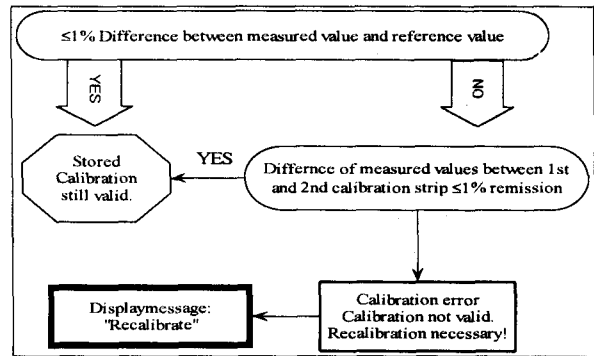 ≤1% Difference between measured value and reference value
YES
NO
Stored
Calibration
still valid.
YES
Differnce of measured values between 1st
and 2nd calibration strip ≤1% remission
Displaymessage:
"Recalibrate"
Calibration error
Calibration not valid.
Recalibration necessary!